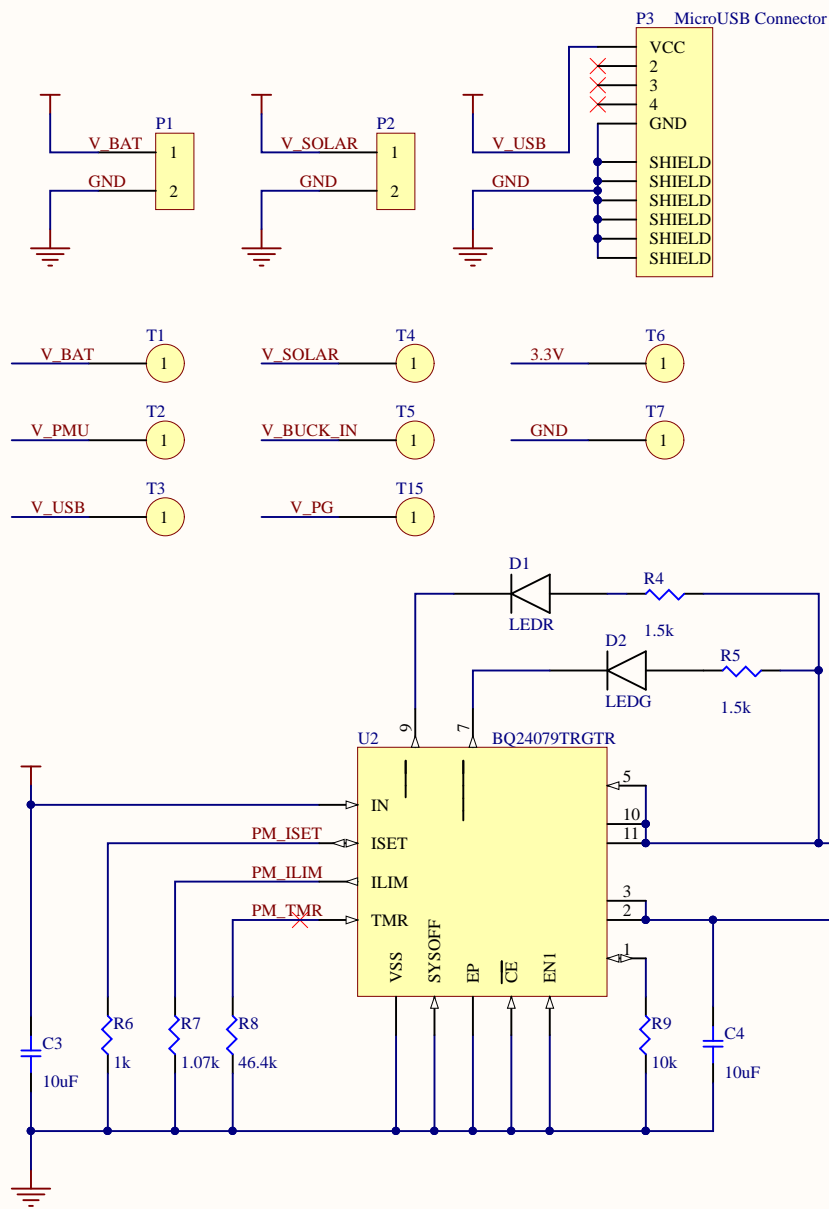 P3 MicroUSB Connector
VCC
2
3
4
GND
SHIELD
SHIELD
SHIELD
SHIELD
SHIELD
SHIELD
V_USB
GND
P1
V_BAT
1
GND
2
P2
V_SOLAR
1
GND
2
T1
V_BAT
1
T4
V_SOLAR
1
T6
3.3V
1
T2
V_PMU
1
T5
V_BUCK_IN
1
T7
GND
1
T3
V_USB
1
T15
V_PG
1
D1
LEDR
R4
1.5k
D2
LEDG
R5
1.5k
9
7
U2
BQ24079TRGTR
IN
PM_ISET
ISET
PM_ILIM
ILIM
PM_TMR
TMR
5
10
11
3
2
1
VSS
SYSOFF
EP
CE
EN1
C3
10uF
R6
1k
R7
1.07k
R8
46.4k
R9
10k
C4
10uF